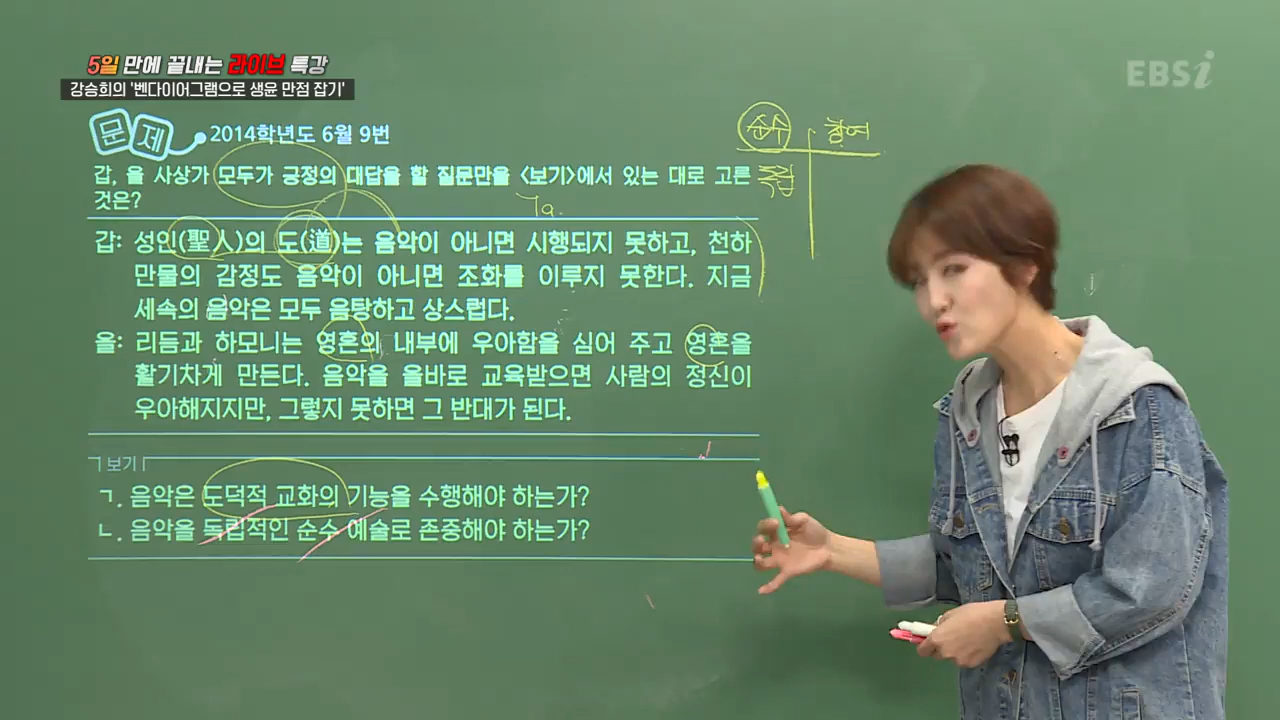 5일 만에 끝내는 라이브 특강
강승희의 '벤다이어그램으로 생윤 만점 잡기'
EBSi
문제
2014학년도 6월 9번
갑, 을 사상가 모두가 긍정의 대답을 할 질문만을 <보기>에서 있는 대로 고른
것은?
갑: 성인(聖人)의 도(道)는 음악이 아니면 시행되지 못하고, 천하
만물의 감정도 음악이 아니면 조화를 이루지 못한다. 지금
세속의 음악은 모두 음탕하고 상스럽다.
을: 리듬과 하모니는 영혼의 내부에 우아함을 심어 주고 영혼을
활기차게 만든다. 음악을 올바로 교육받으면 사람의 정신이
우아해지지만, 그렇지 못하면 그 반대가 된다.
보기
ㄱ. 음악은 도덕적 교화의 기능을 수행해야 하는가?
ㄴ. 음악을 독립적인 순수 예술로 존중해야 하는가?
순수 참여
독립